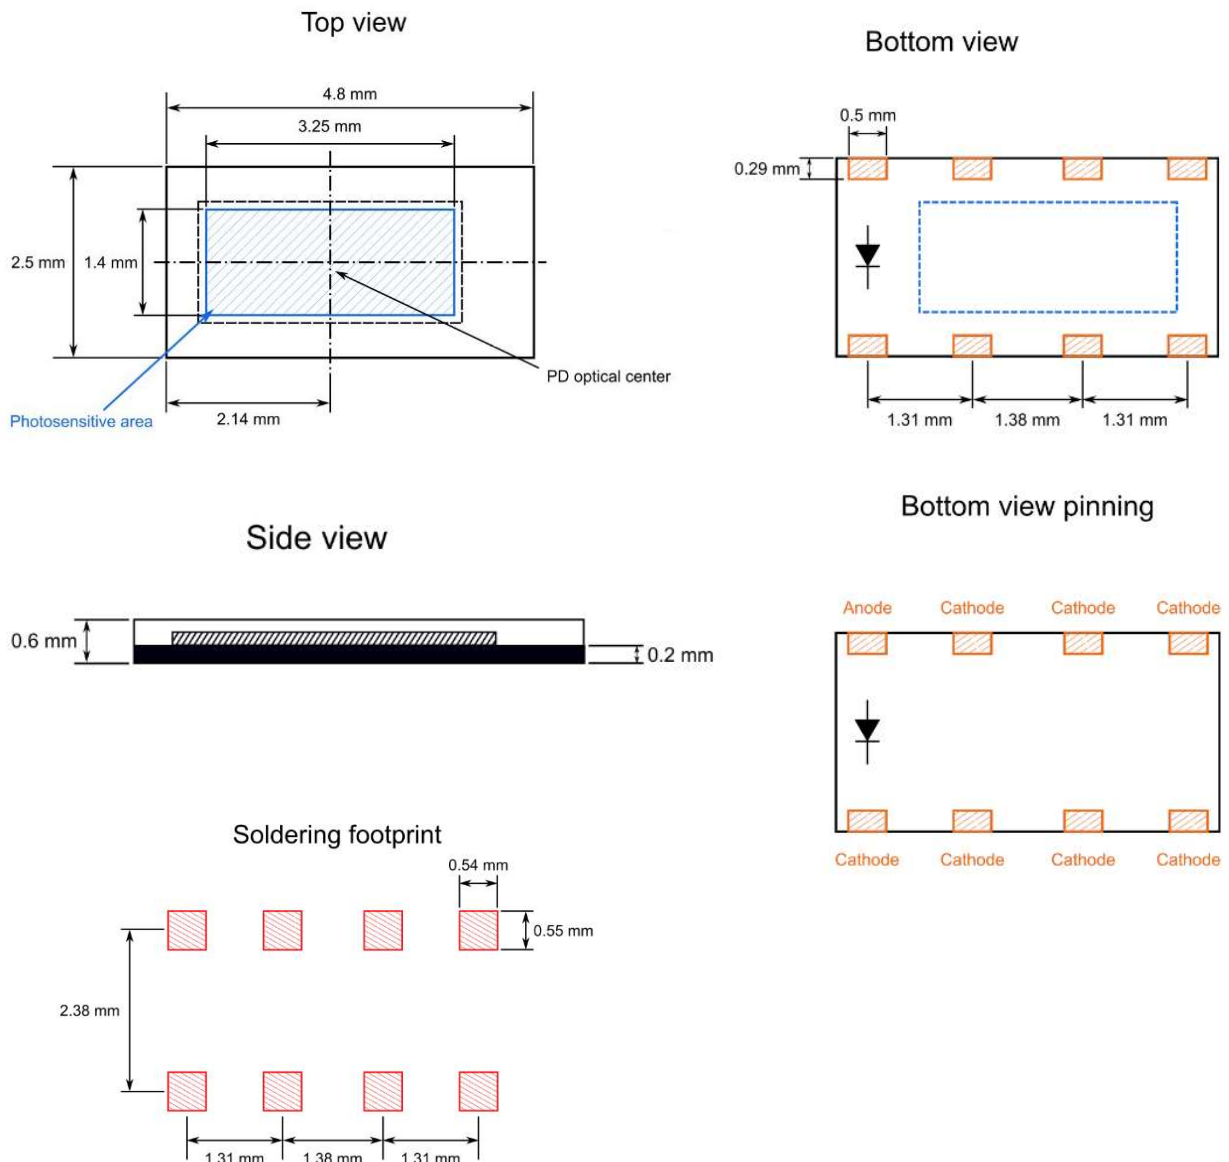 Top view
4.8 mm
3.25 mm
2.5 mm
1.4 mm
PD optical center
Photosensitive area
2.14 mm
Bottom view
0.5 mm
0.29 mm
1.31 mm
1.38 mm
1.31 mm
Side view
0.6 mm
0.2 mm
Bottom view pinning
Anode Cathode Cathode Cathode
Cathode Cathode Cathode Cathode
Soldering footprint
0.54 mm
0.55 mm
2.38 mm
1.31 mm
1.38 mm
1.31 mm